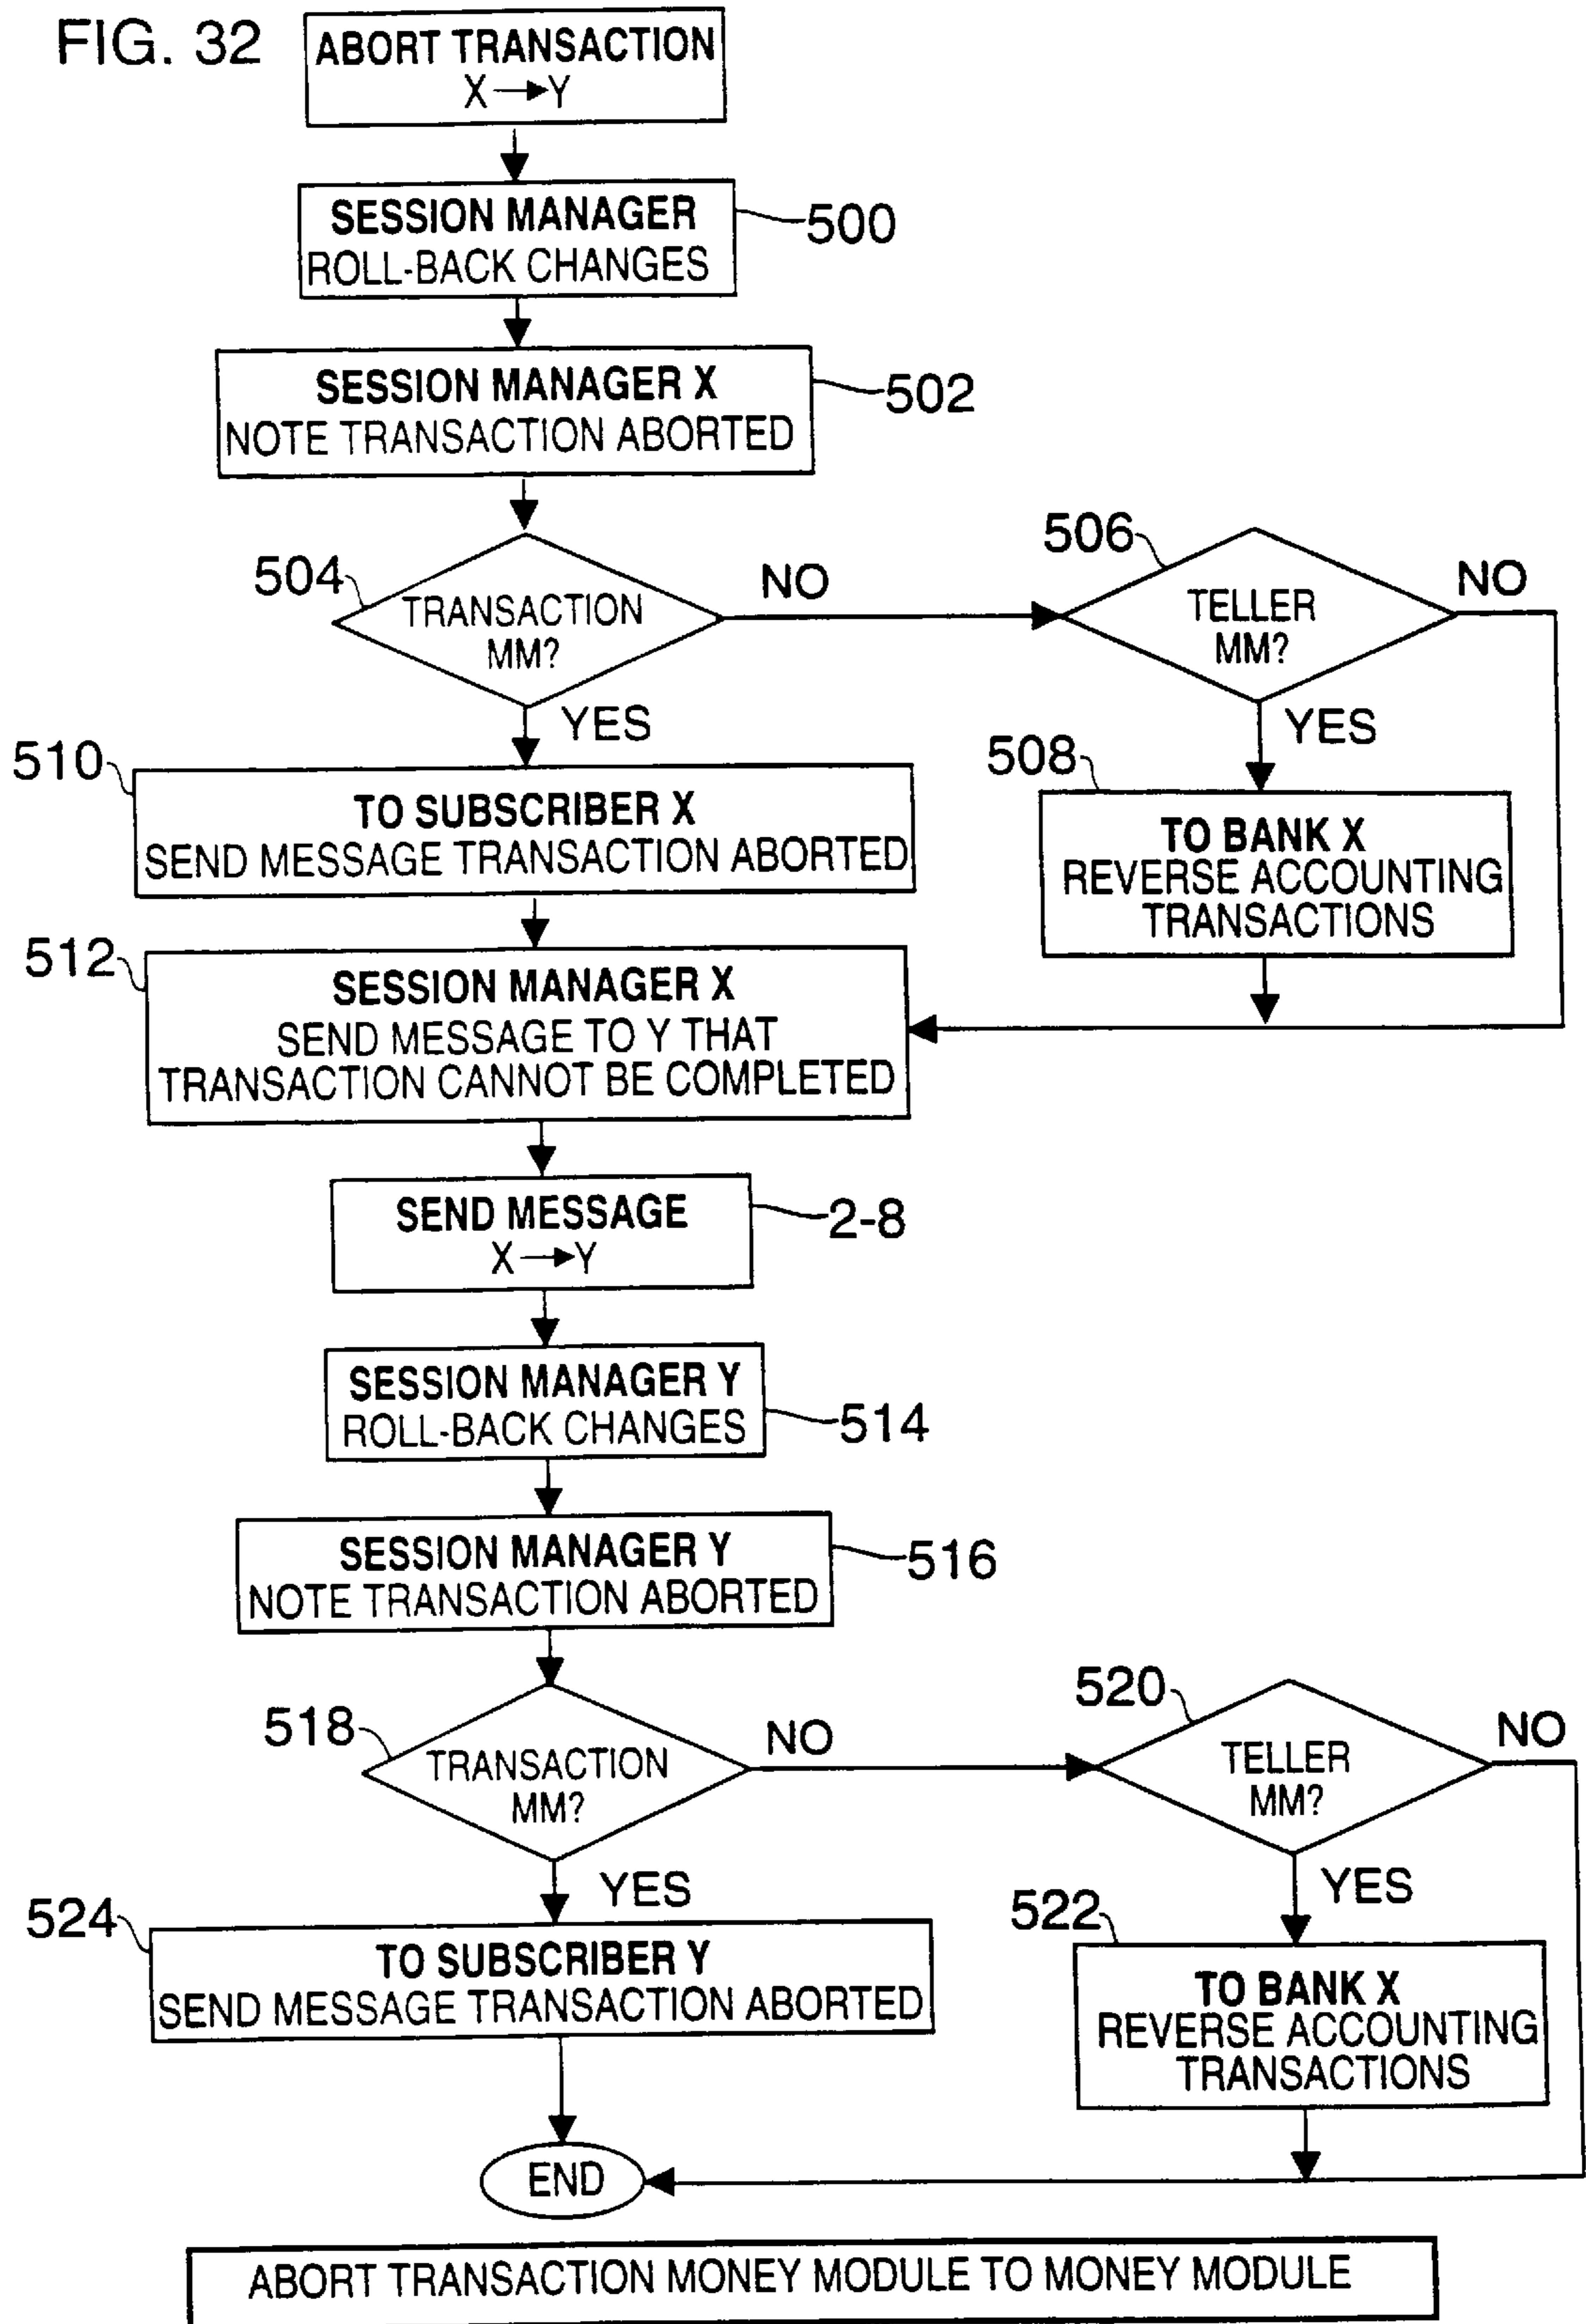 FIG. 32
ABORT TRANSACTION
X→Y
SESSION MANAGER
ROLL-BACK CHANGES
500
SESSION MANAGER X
NOTE TRANSACTION ABORTED
502
504
TRANSACTION
MM?
NO
YES
506
TELLER
MM?
NO
YES
510
TO SUBSCRIBER X
SEND MESSAGE TRANSACTION ABORTED
508
TO BANK X
REVERSE ACCOUNTING
TRANSACTIONS
512
SESSION MANAGER X
SEND MESSAGE TO Y THAT
TRANSACTION CANNOT BE COMPLETED
SEND MESSAGE
X→Y
2-8
SESSION MANAGER Y
ROLL-BACK CHANGES
514
SESSION MANAGER Y
NOTE TRANSACTION ABORTED
516
518
TRANSACTION
MM?
NO
YES
520
TELLER
MM?
NO
YES
524
TO SUBSCRIBER Y
SEND MESSAGE TRANSACTION ABORTED
522
TO BANK X
REVERSE ACCOUNTING
TRANSACTIONS
END
ABORT TRANSACTION MONEY MODULE TO MONEY MODULE